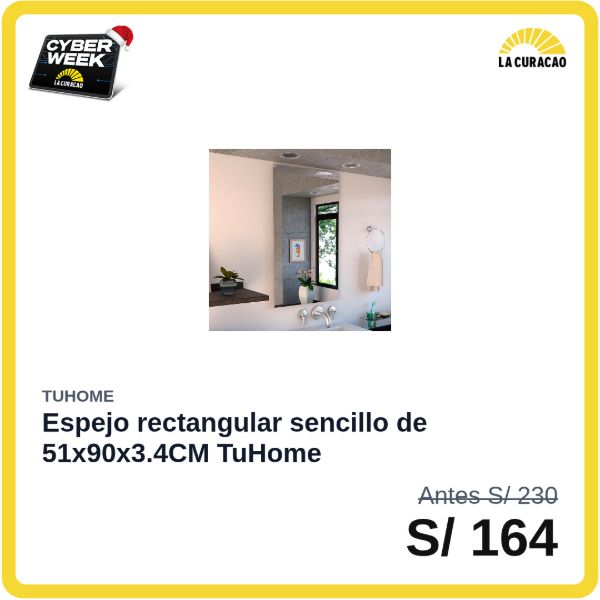 CYBER
WEEK
LA CURACAO
LA CURACAO
TUHOME
Espejo rectangular sencillo de
51x90x3.4CM TuHome
Antes S/ 230
S/ 164